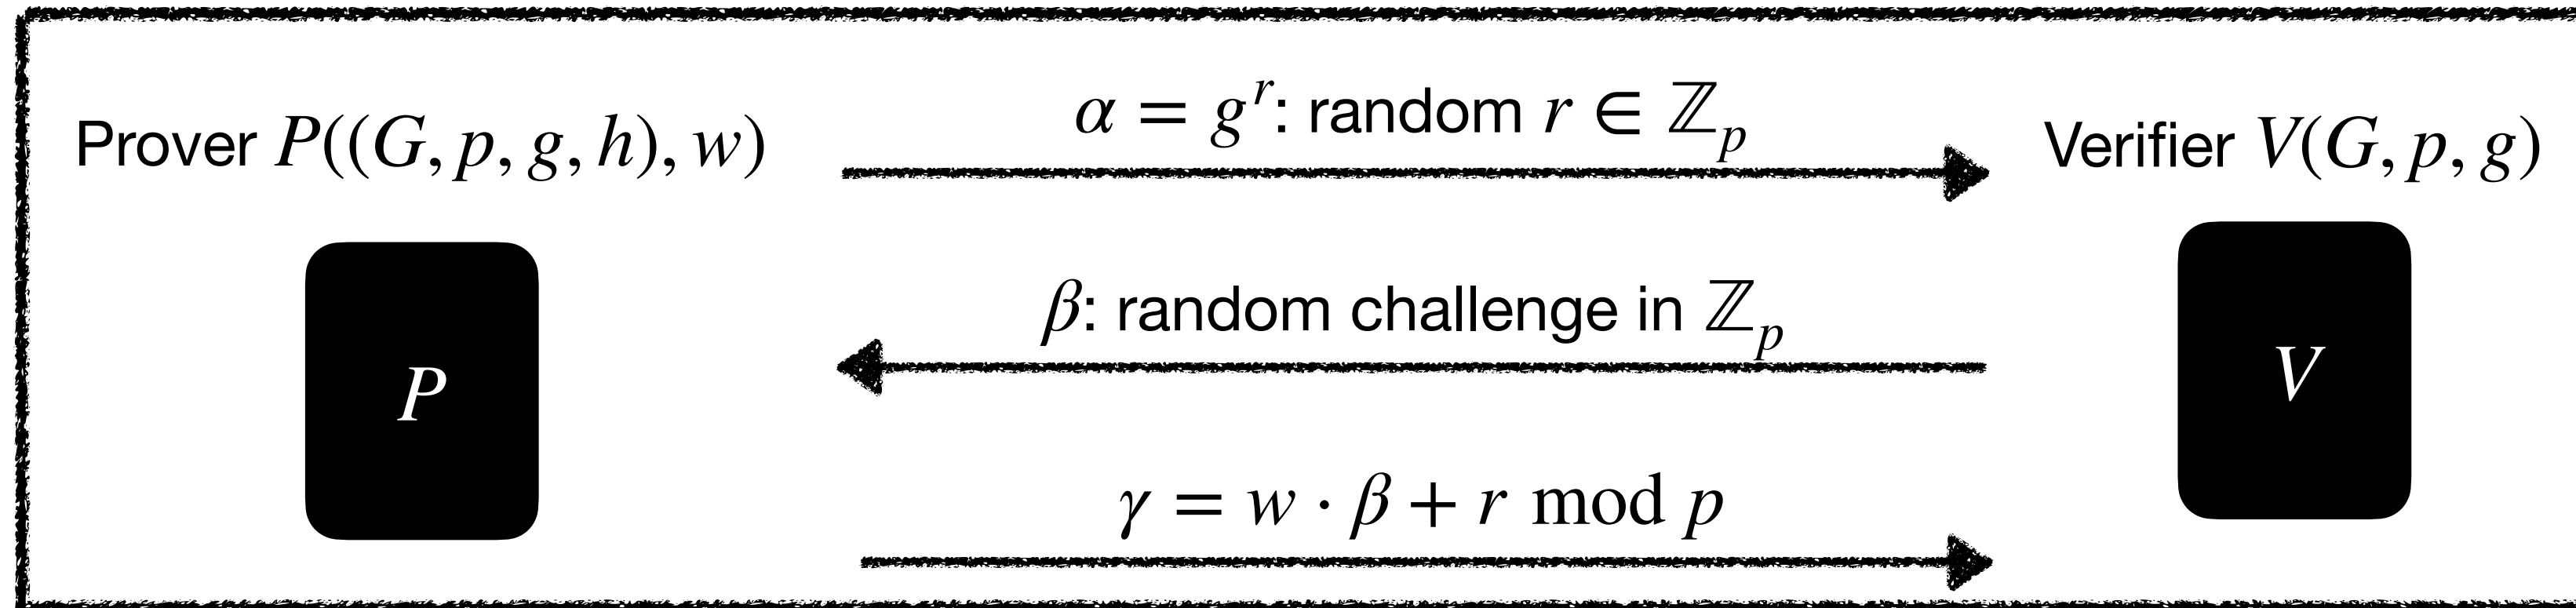 Prover P((G, p, g, h), w)
α = g^r: random r ∈ ℤ_p
Verifier V(G, p, g)
β: random challenge in ℤ_p
P
V
γ = w · β + r mod p